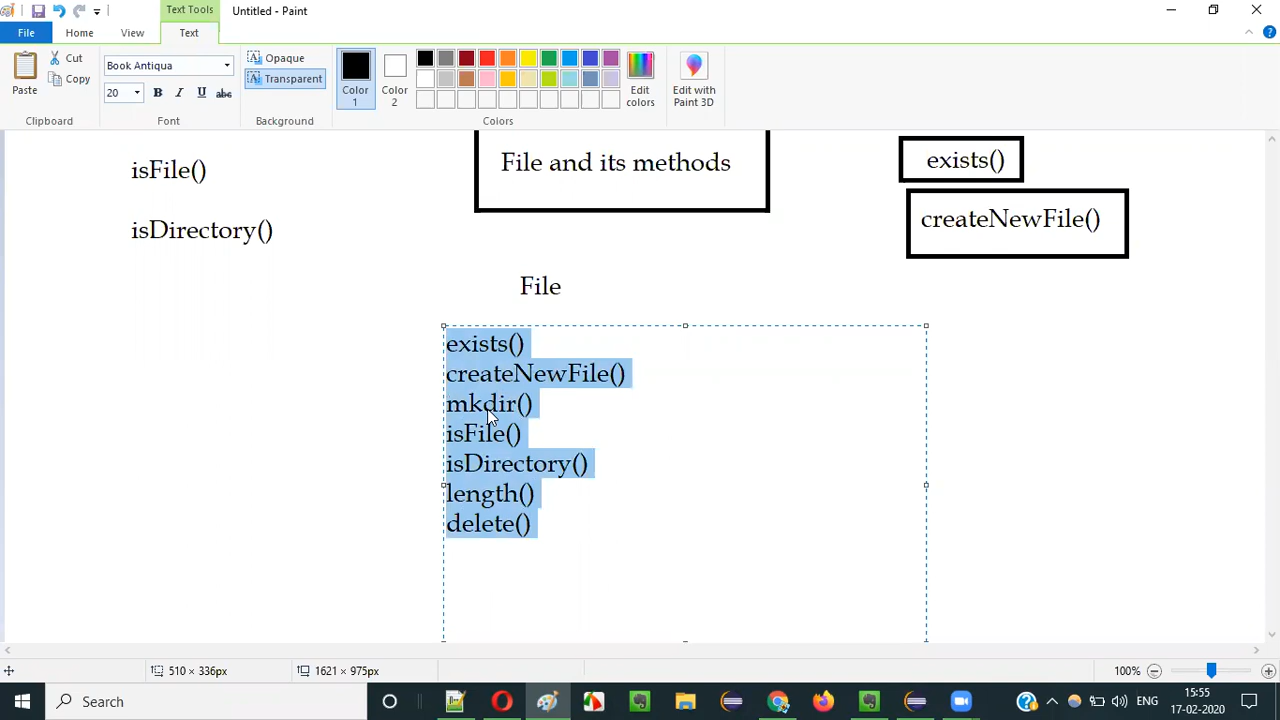 Text Tools
Untitled - Paint
File
Home
View
Text
Paste
Cut
Copy
Clipboard
Book Antiqua
20
B
I
U
abc
Font
Opaque
Transparent
Background
Color
1
Color
2
Edit
colors
Edit with
Paint 3D
Colors
isFile()
isDirectory()
File and its methods
exists()
createNewFile()
File
exists()
createNewFile()
mkdir()
isFile()
isDirectory()
length()
delete()
510 × 336px
1621 × 975px
100%
Search
ENG
15:55
17-02-2020